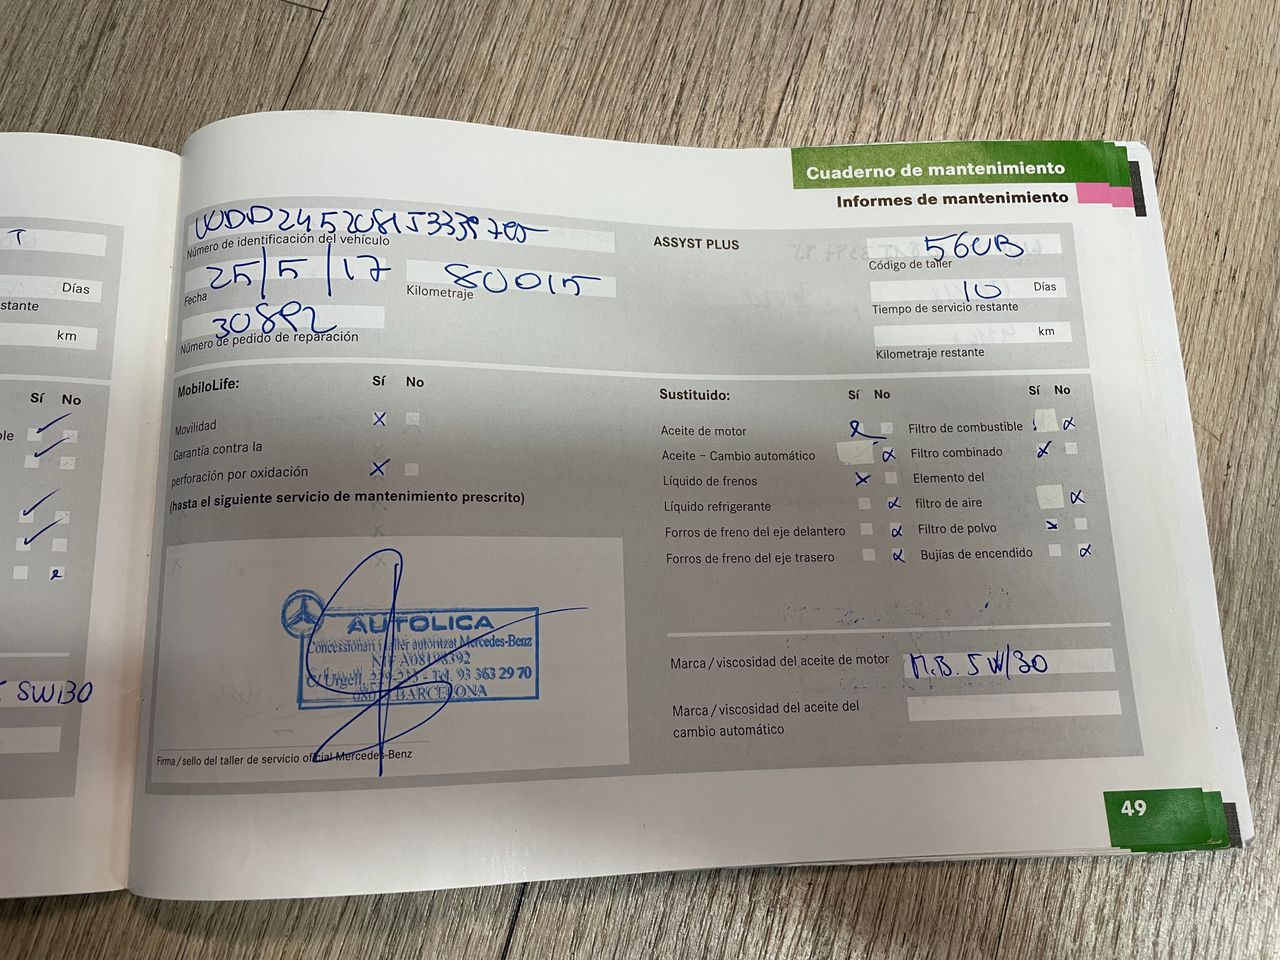 Cuaderno de mantenimiento
Informes de mantenimiento
WDD2452081J339705
Número de identificación del vehículo
25/5/17
Fecha
80015
Kilometraje
30892
Número de pedido de reparación
ASSYST PLUS
560B
Código de taller
10 Días
Tiempo de servicio restante
km
Kilometraje restante
MobiloLife: Sí No
Movilidad X
Garantía contra la
perforación por oxidación X
(hasta el siguiente servicio de mantenimiento prescrito)
AUTOLICA
Concessionari i taller autoritzat Mercedes-Benz
NIF A08198392
C/ Urgell, - Tel. 93 363 29 70
BARCELONA
Firma/sello del taller de servicio oficial Mercedes-Benz
Sustituido: Sí No
Aceite de motor
Aceite – Cambio automático
Líquido de frenos
Líquido refrigerante
Forros de freno del eje delantero
Forros de freno del eje trasero
Sí No
Filtro de combustible
Filtro combinado
Elemento del
filtro de aire
Filtro de polvo
Bujías de encendido
Marca/viscosidad del aceite de motor M.B. 5W/30
Marca/viscosidad del aceite del
cambio automático
49
T
Días
stante
km
Sí No
ble
5W130